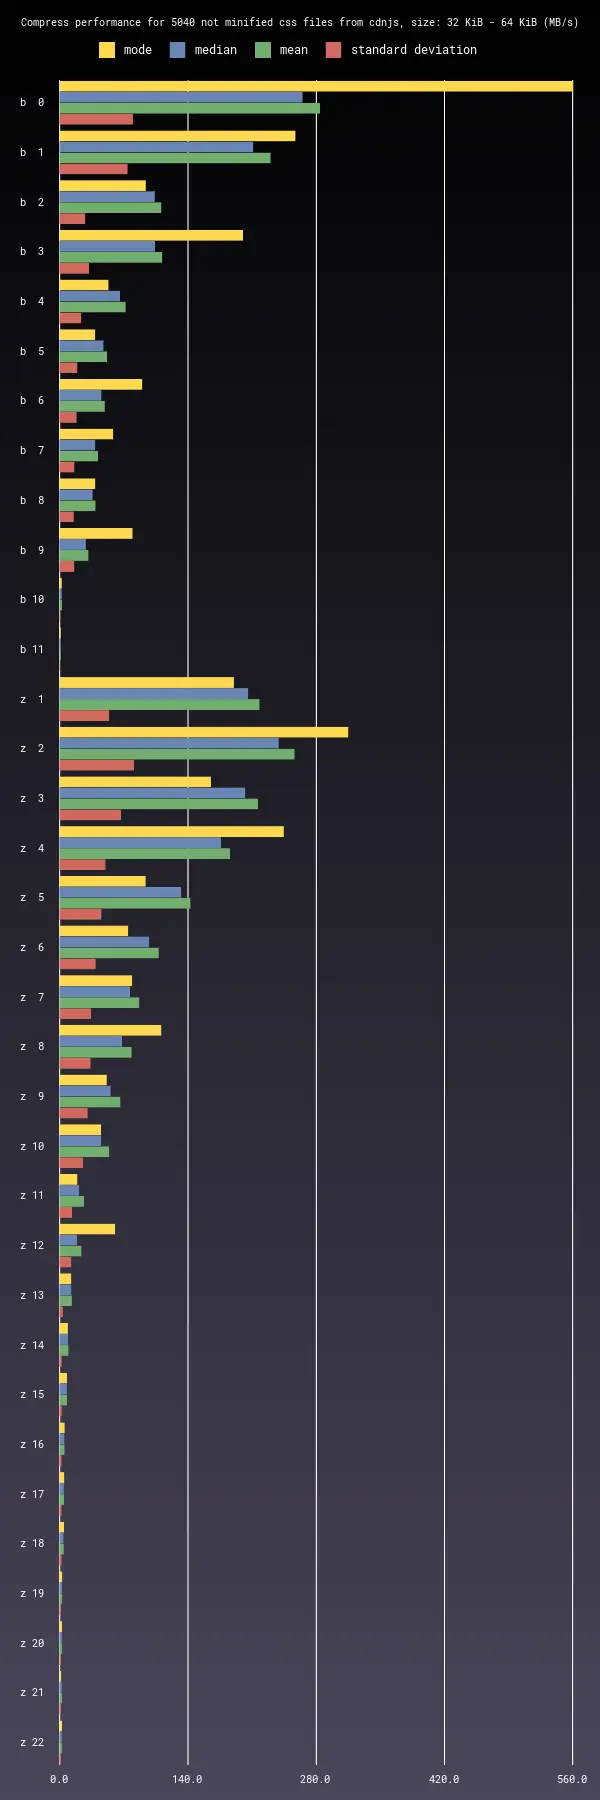 Compress performance for 5040 not minified css files from cdnjs, size: 32 KiB - 64 KiB (MB/s)
mode median mean standard deviation
b 0
b 1
b 2
b 3
b 4
b 5
b 6
b 7
b 8
b 9
b 10
b 11
z 1
z 2
z 3
z 4
z 5
z 6
z 7
z 8
z 9
z 10
z 11
z 12
z 13
z 14
z 15
z 16
z 17
z 18
z 19
z 20
z 21
z 22
0.0 140.0 280.0 420.0 560.0